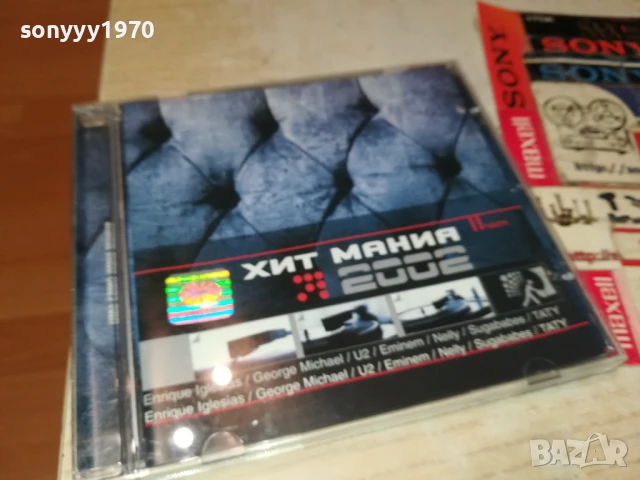 sonyyy1970
SONY
SONY
maxell SONY
maxell
ХИТ МАНИЯ
2002
Enrique Iglesias / George Michael / U2 / Eminem / Nelly / Sugababes / TATY
Enrique Iglesias / George Michael / U2 / Eminem / Nelly / Sugababes / TATY
BAZAR
bg